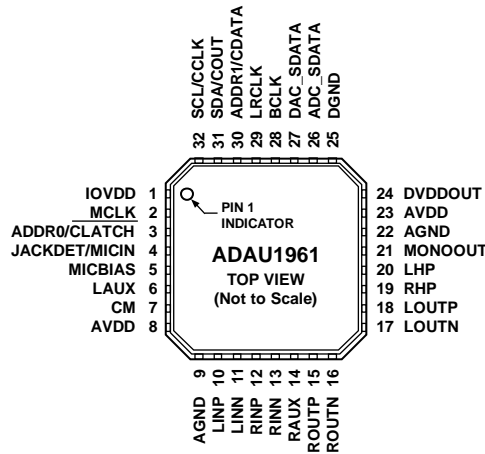 32 SCL/CCLK
31 SDA/COUT
30 ADDR1/CDATA
29 LRCLK
28 BCLK
27 DAC_SDATA
26 ADC_SDATA
25 DGND
IOVDD 1
MCLK 2
ADDR0/CLATCH 3
JACKDET/MICIN 4
MICBIAS 5
LAUX 6
CM 7
AVDD 8
PIN 1
INDICATOR
ADAU1961
TOP VIEW
(Not to Scale)
24 DVDDOUT
23 AVDD
22 AGND
21 MONOOUT
20 LHP
19 RHP
18 LOUTP
17 LOUTN
AGND 9
LINP 10
LINN 11
RINP 12
RINN 13
RAUX 14
ROUTP 15
ROUTN 16